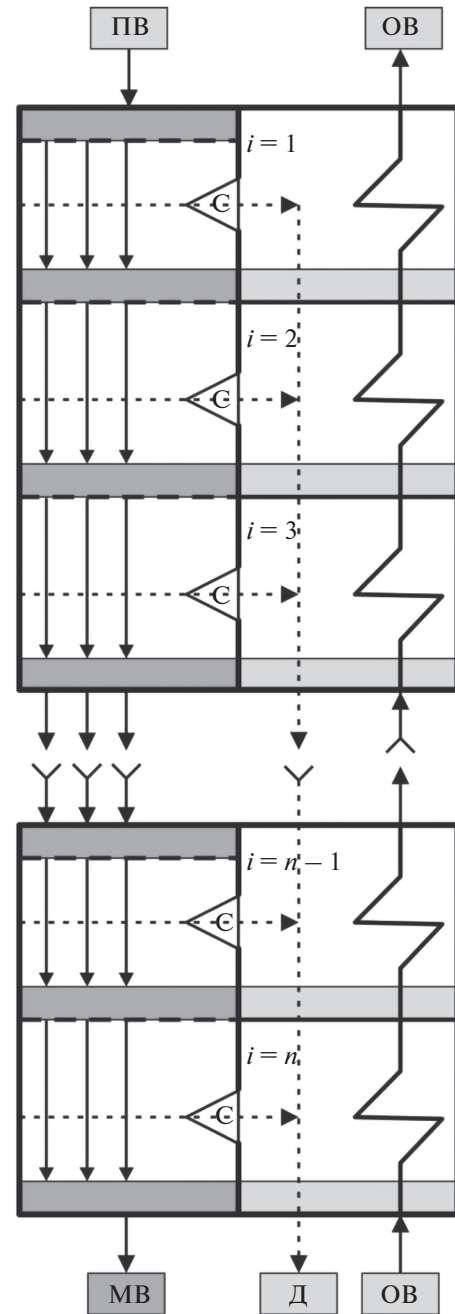 ПВ ОВ
i = 1
С
i = 2
С
i = 3
С
i = n – 1
С
i = n
С
МВ Д ОВ